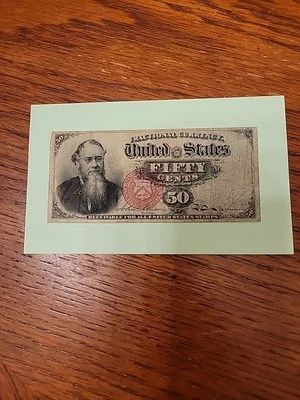 FRACTIONAL CURRENCY.
United States
FIFTY
CENTS
50
RECEIVABLE FOR ALL UNITED STATES STAMPS